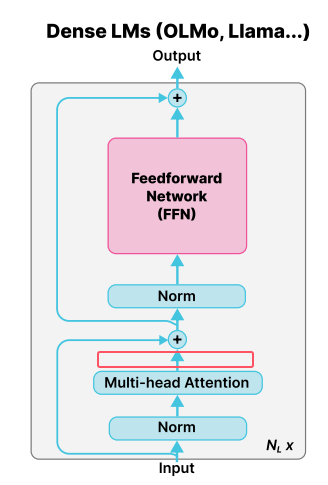 Dense LMs (OLMo, Llama...)
Output
+
Feedforward
Network
(FFN)
Norm
+
Multi-head Attention
Norm
N_L x
Input